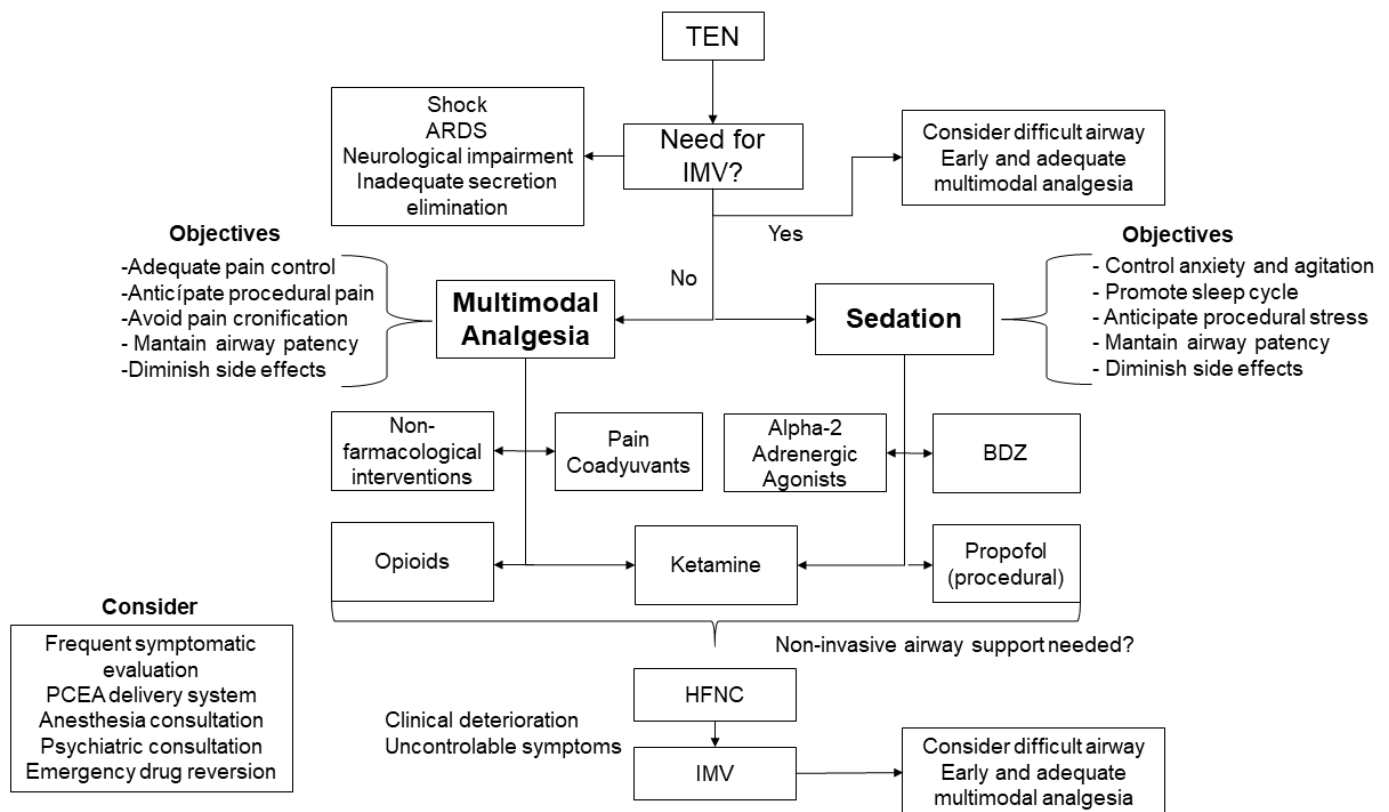 TEN
Shock
ARDS
Neurological impairment
Inadequate secretion
elimination
Need for
IMV?
Consider difficult airway
Early and adequate
multimodal analgesia
Yes
No
Objectives
-Adequate pain control
-Anticípate procedural pain
-Avoid pain cronification
- Mantain airway patency
-Diminish side effects
Multimodal
Analgesia
Sedation
Objectives
- Control anxiety and agitation
- Promote sleep cycle
- Anticipate procedural stress
- Mantain airway patency
- Diminish side effects
Non-
farmacological
interventions
Pain
Coadyuvants
Alpha-2
Adrenergic
Agonists
BDZ
Opioids
Ketamine
Propofol
(procedural)
Consider
Frequent symptomatic
evaluation
PCEA delivery system
Anesthesia consultation
Psychiatric consultation
Emergency drug reversion
Non-invasive airway support needed?
HFNC
Clinical deterioration
Uncontrolable symptoms
IMV
Consider difficult airway
Early and adequate
multimodal analgesia